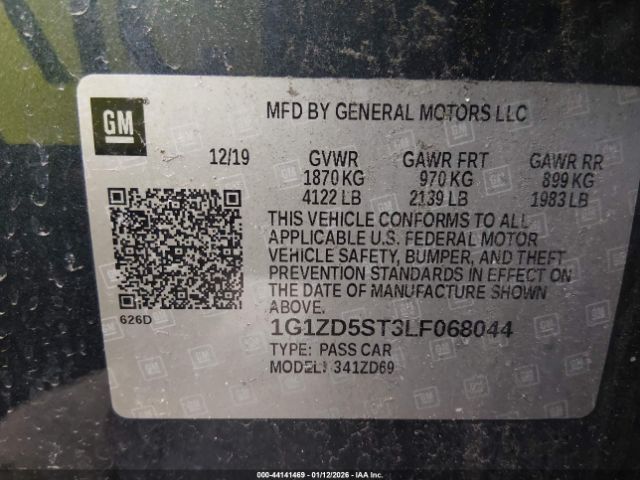 GM
MFD BY GENERAL MOTORS LLC
12/19 GVWR GAWR FRT GAWR RR
1870 KG 970 KG 899 KG
4122 LB 2139 LB 1983 LB
THIS VEHICLE CONFORMS TO ALL
APPLICABLE U.S. FEDERAL MOTOR
VEHICLE SAFETY, BUMPER, AND THEFT
PREVENTION STANDARDS IN EFFECT ON
THE DATE OF MANUFACTURE SHOWN
ABOVE.
626D
1G1ZD5ST3LF068044
TYPE: PASS CAR
MODEL: 341ZD69
000-44141469 - 01/12/2026 - IAA Inc.